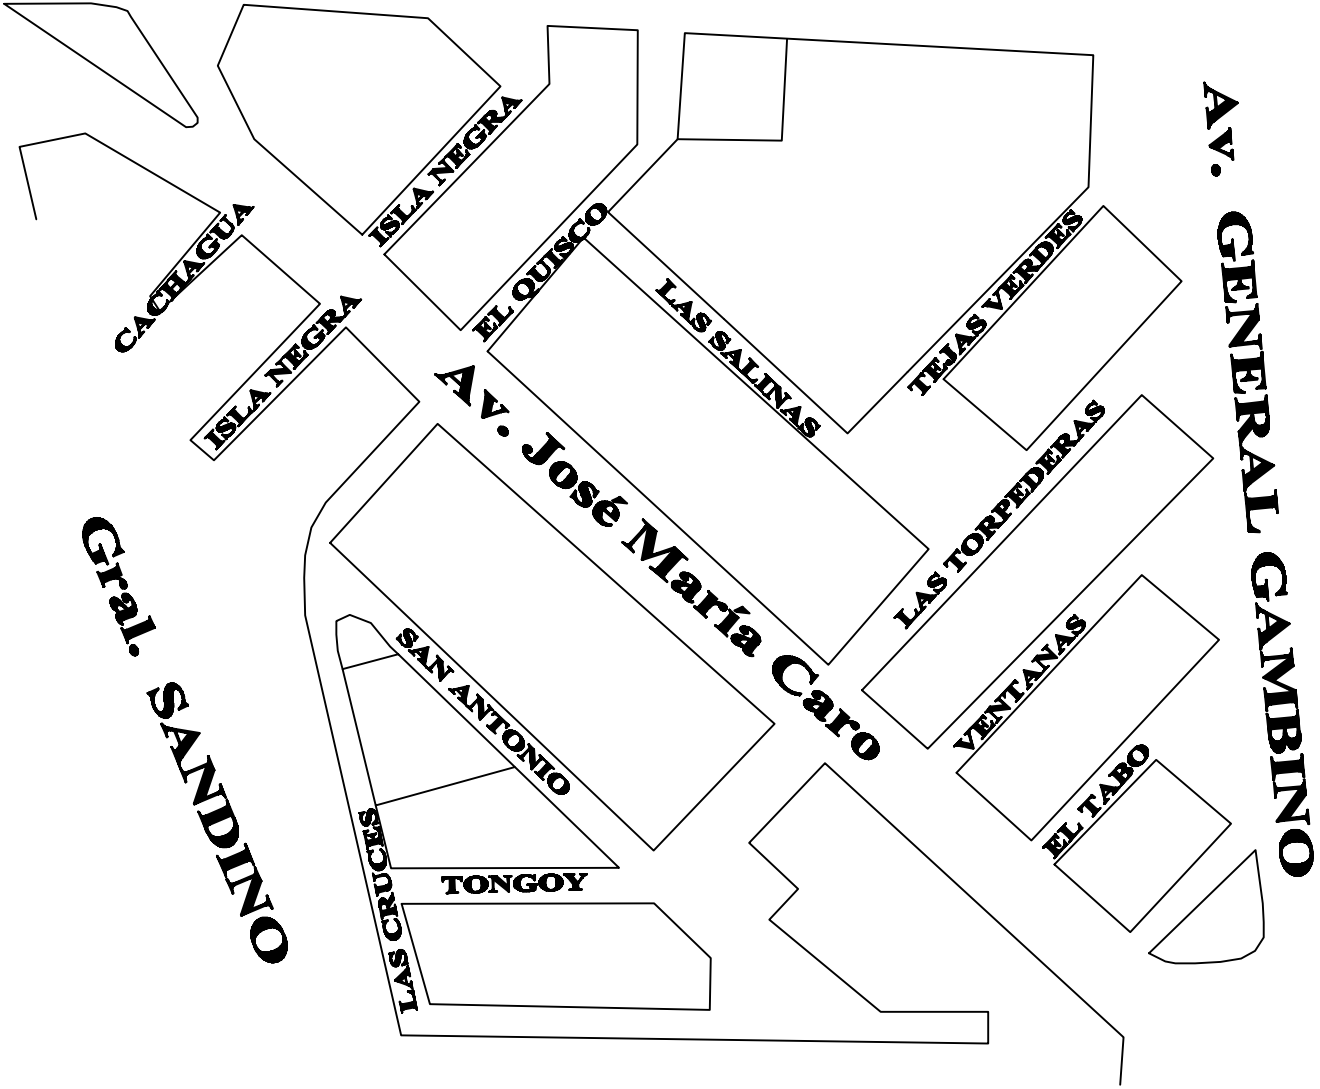 Av. GENERAL GAMBINO
ISLA NEGRA
CACHAGUA
EL QUISCO
TEJAS VERDES
LAS SALINAS
ISLA NEGRA
Av. José María Caro
LAS TORPEDERAS
Gral. SANDINO
SAN ANTONIO
VENTANAS
EL TABO
LAS CRUCES
TONGOY